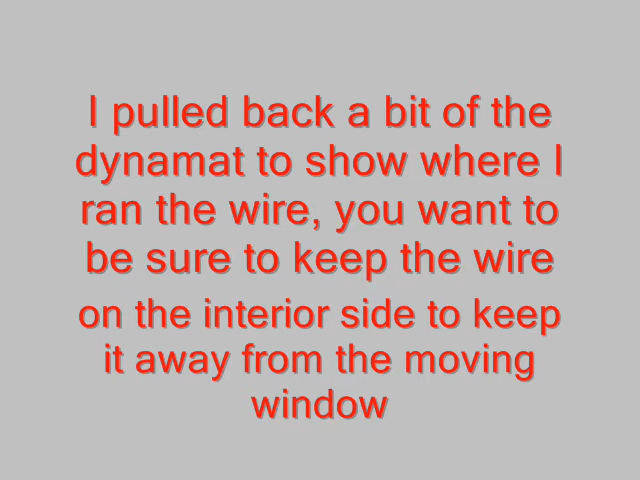 I pulled back a bit of the
dynamat to show where I
ran the wire, you want to
be sure to keep the wire
on the interior side to keep
it away from the moving
window